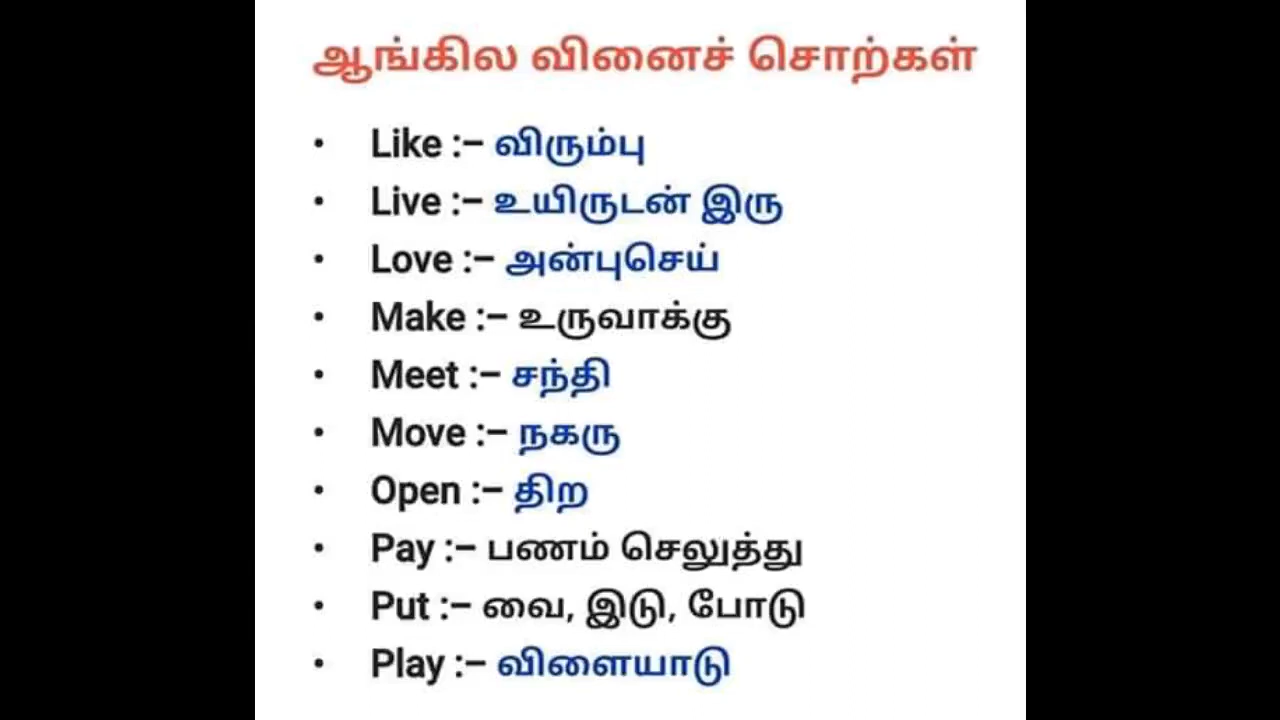 ஆங்கில வினைச் சொற்கள்
• Like :– விரும்பு
• Live :– உயிருடன் இரு
• Love :– அன்புசெய்
• Make :– உருவாக்கு
• Meet :– சந்தி
• Move :– நகரு
• Open :– திற
• Pay :– பணம் செலுத்து
• Put :– வை, இடு, போடு
• Play :– விளையாடு